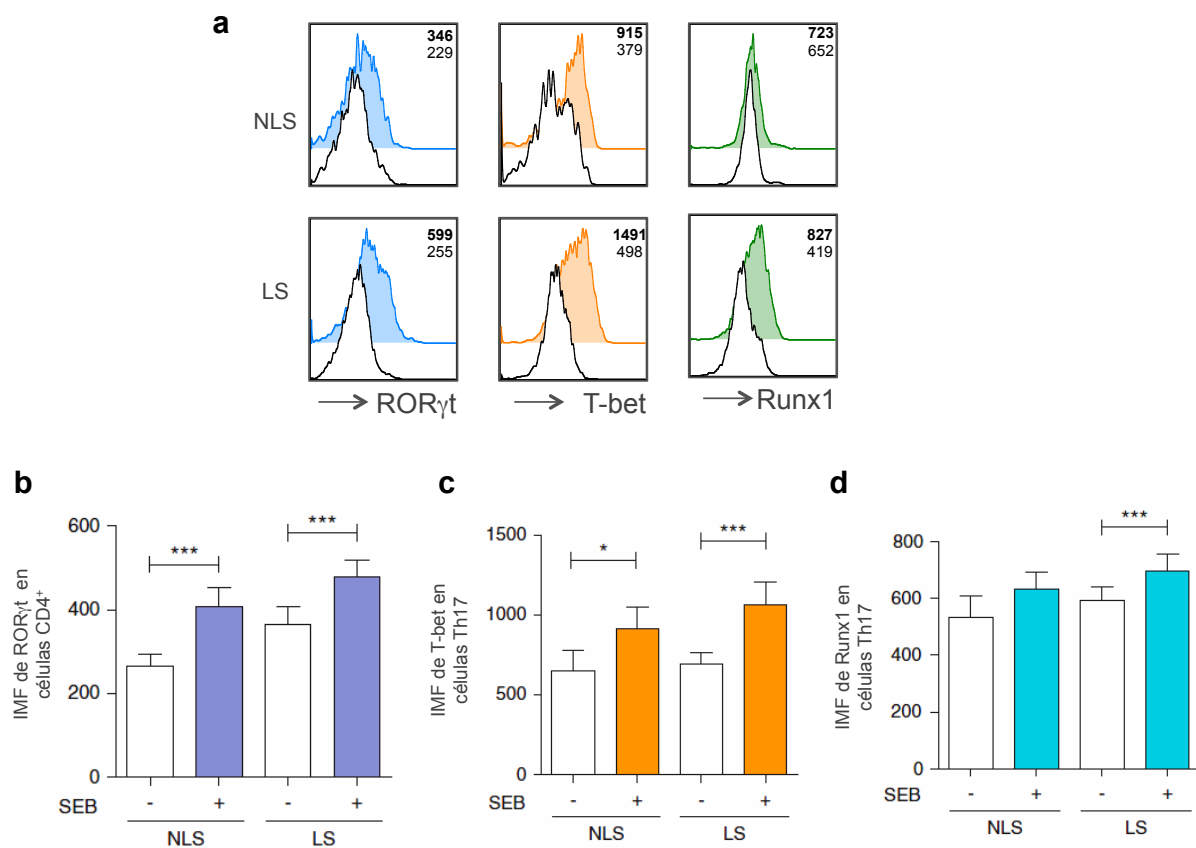 a
NLS
346
229
915
379
723
652
LS
599
255
1491
498
827
419
RORγt
T-bet
Runx1
b
IMF de RORγt en
células CD4⁺
600
400
200
0
***
***
SEB
-
+
-
+
NLS
LS
c
IMF de T-bet en
células Th17
1500
1000
500
0
*
***
-
+
-
+
NLS
LS
d
IMF de Runx1 en
células Th17
800
600
400
200
0
***
SEB
-
+
-
+
NLS
LS